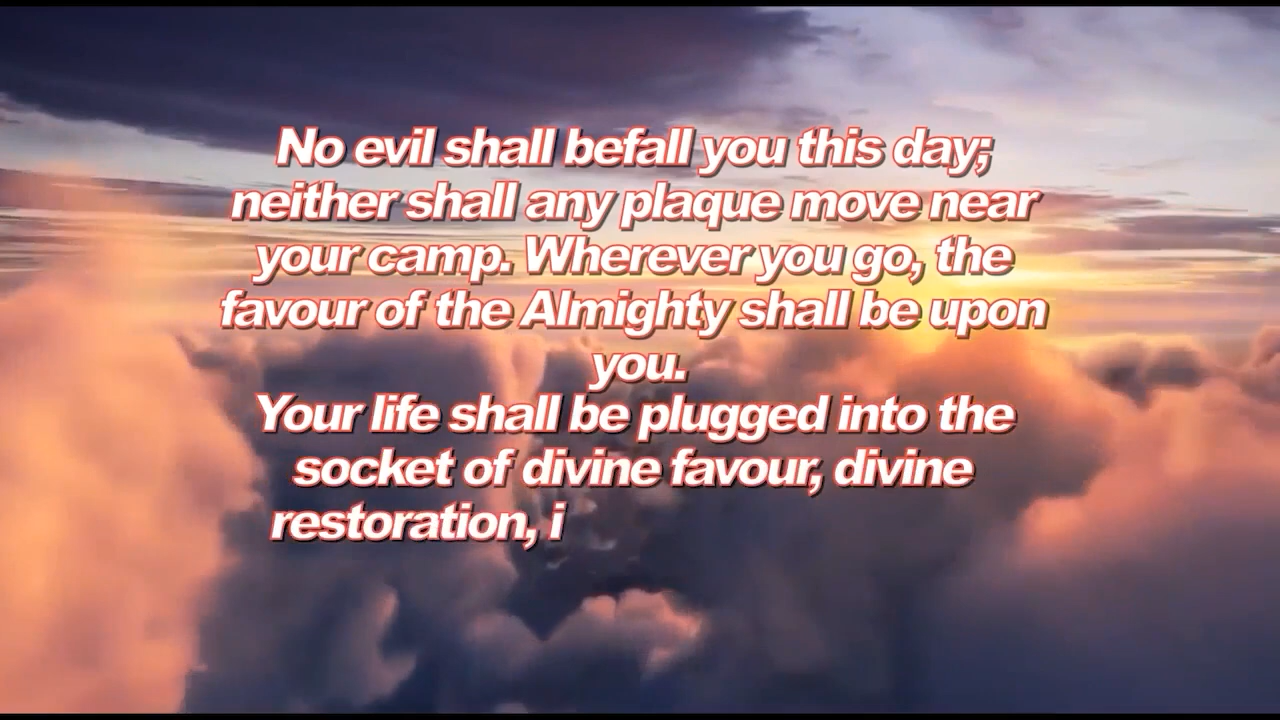 No evil shall befall you this day;
neither shall any plaque move near
your camp. Wherever you go, the
favour of the Almighty shall be upon
you.
Your life shall be plugged into the
socket of divine favour, divine
restoration, i